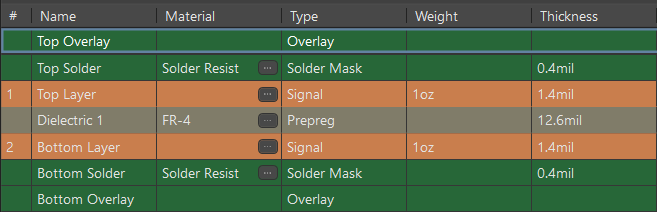 # Name Material Type Weight Thickness
Top Overlay Overlay
Top Solder Solder Resist ... Solder Mask 0.4mil
1 Top Layer ... Signal 1oz 1.4mil
Dielectric 1 FR-4 ... Prepreg 12.6mil
2 Bottom Layer ... Signal 1oz 1.4mil
Bottom Solder Solder Resist ... Solder Mask 0.4mil
Bottom Overlay Overlay